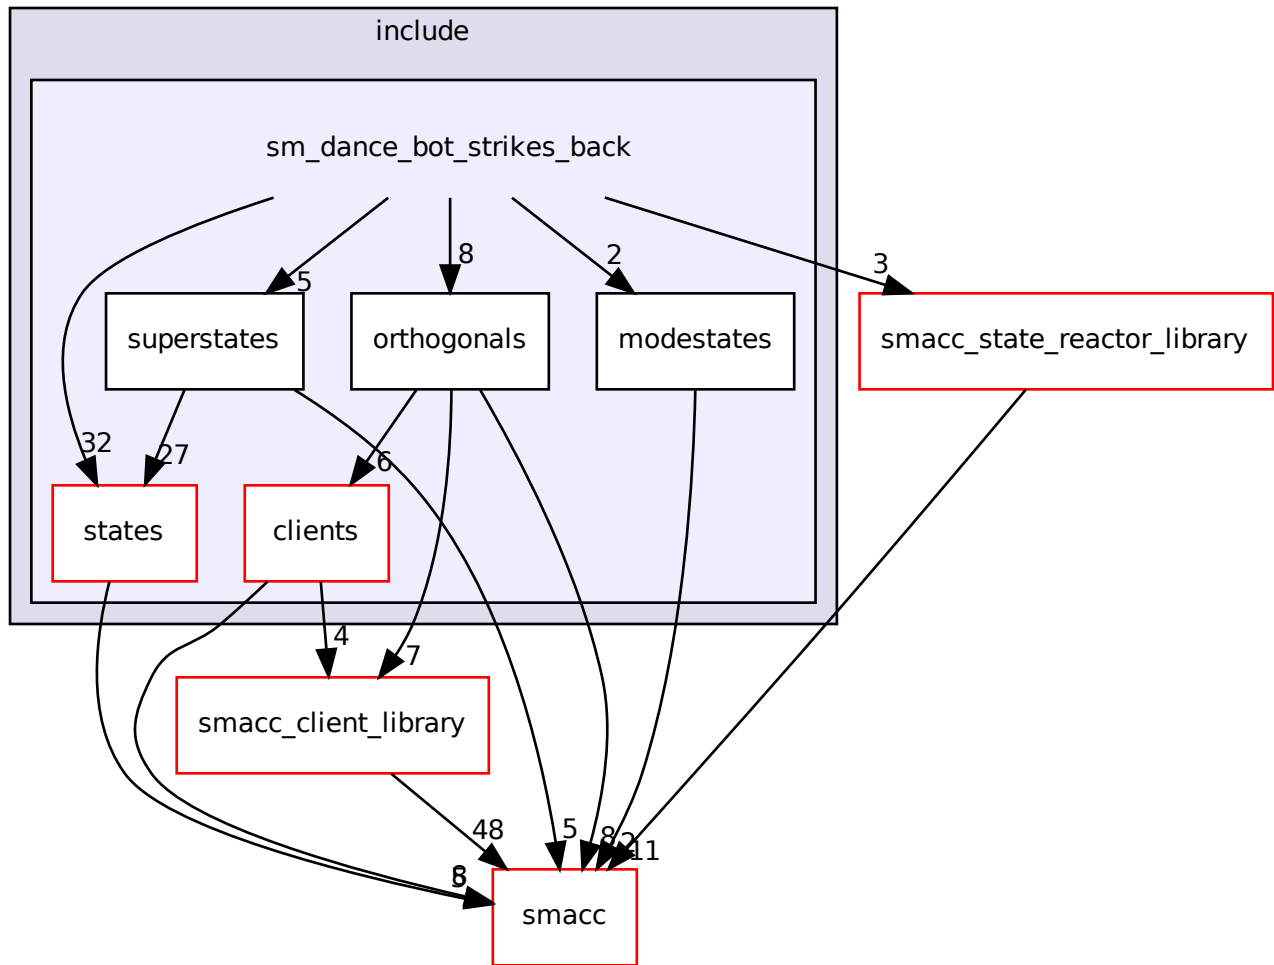 include
sm_dance_bot_strikes_back
5
8
2
3
superstates
orthogonals
modestates
smacc_state_reactor_library
32
27
6
states
clients
4
7
smacc_client_library
48
5
8
2
11
smacc